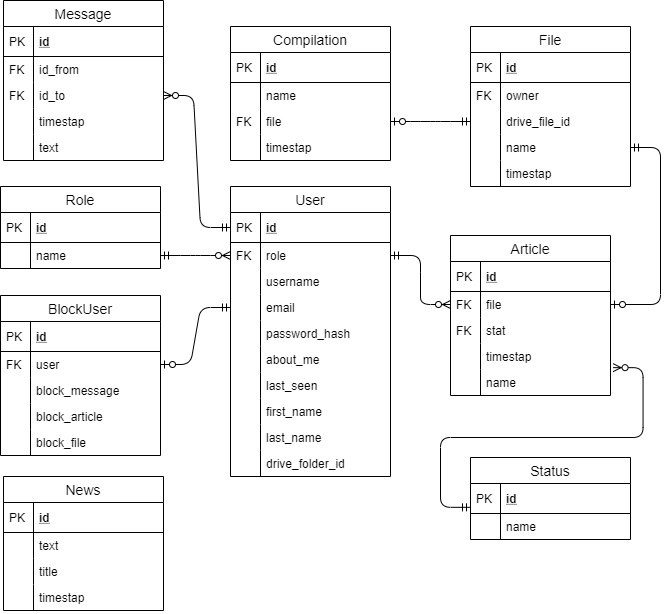 Message
PK id
FK id_from
FK id_to
timestap
text
Compilation
PK id
name
FK file
timestap
File
PK id
FK owner
drive_file_id
name
timestap
Role
PK id
name
User
PK id
FK role
username
email
password_hash
about_me
last_seen
first_name
last_name
drive_folder_id
Article
PK id
FK file
FK stat
timestap
name
BlockUser
PK id
FK user
block_message
block_article
block_file
Status
PK id
name
News
PK id
text
title
timestap